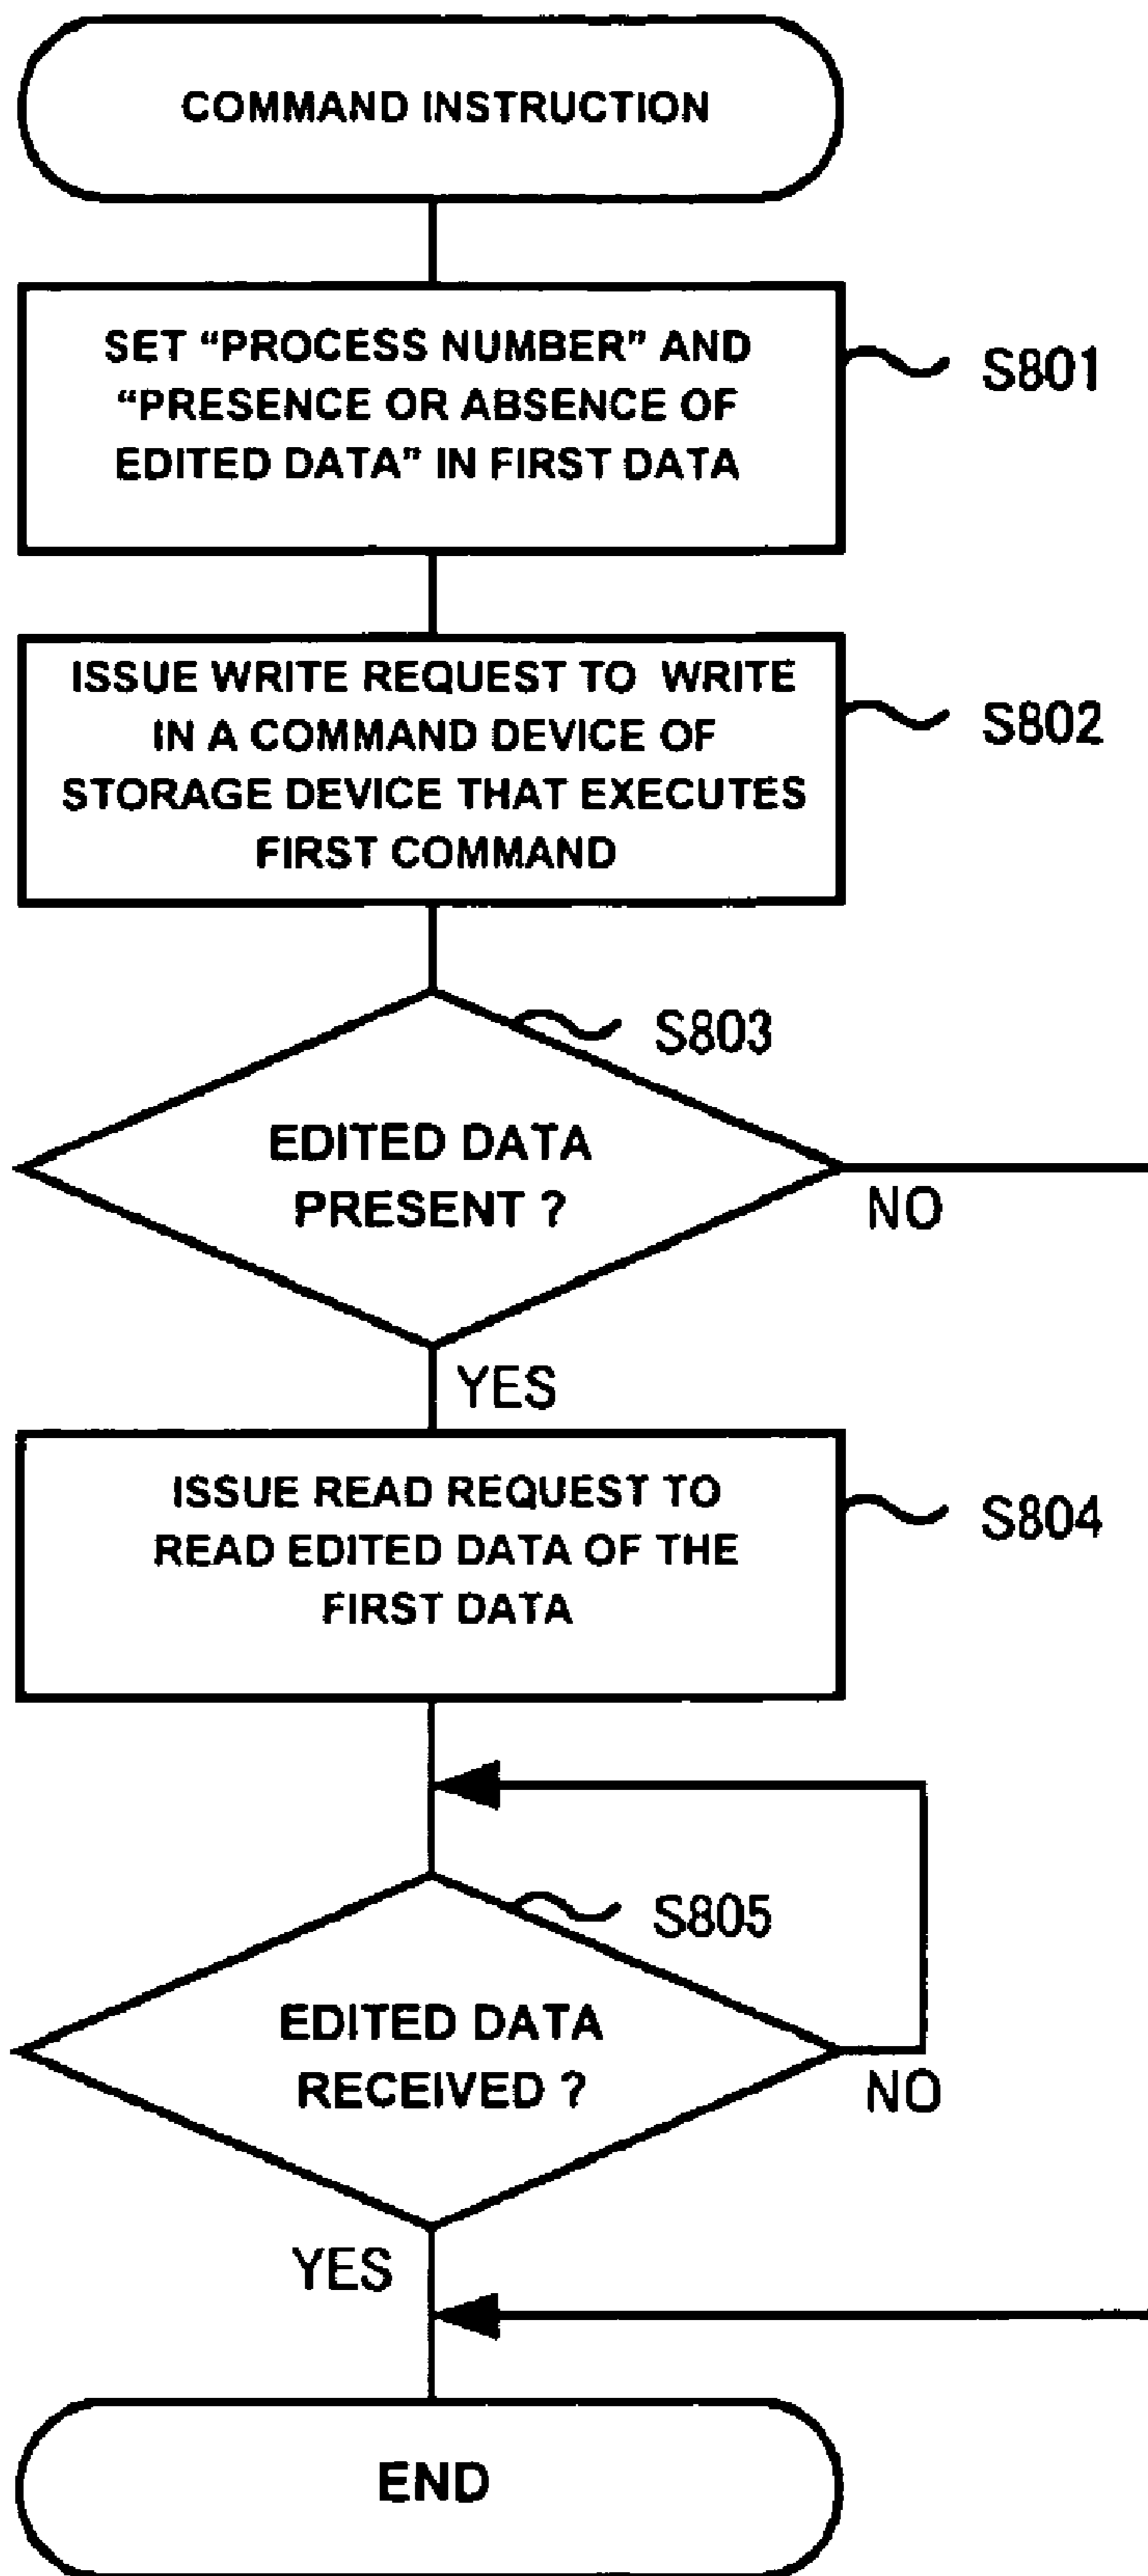 COMMAND INSTRUCTION
SET “PROCESS NUMBER” AND
“PRESENCE OR ABSENCE OF
EDITED DATA” IN FIRST DATA
S801
ISSUE WRITE REQUEST TO WRITE
IN A COMMAND DEVICE OF
STORAGE DEVICE THAT EXECUTES
FIRST COMMAND
S802
S803
EDITED DATA
PRESENT ?
NO
YES
ISSUE READ REQUEST TO
READ EDITED DATA OF THE
FIRST DATA
S804
S805
EDITED DATA
RECEIVED ?
NO
YES
END